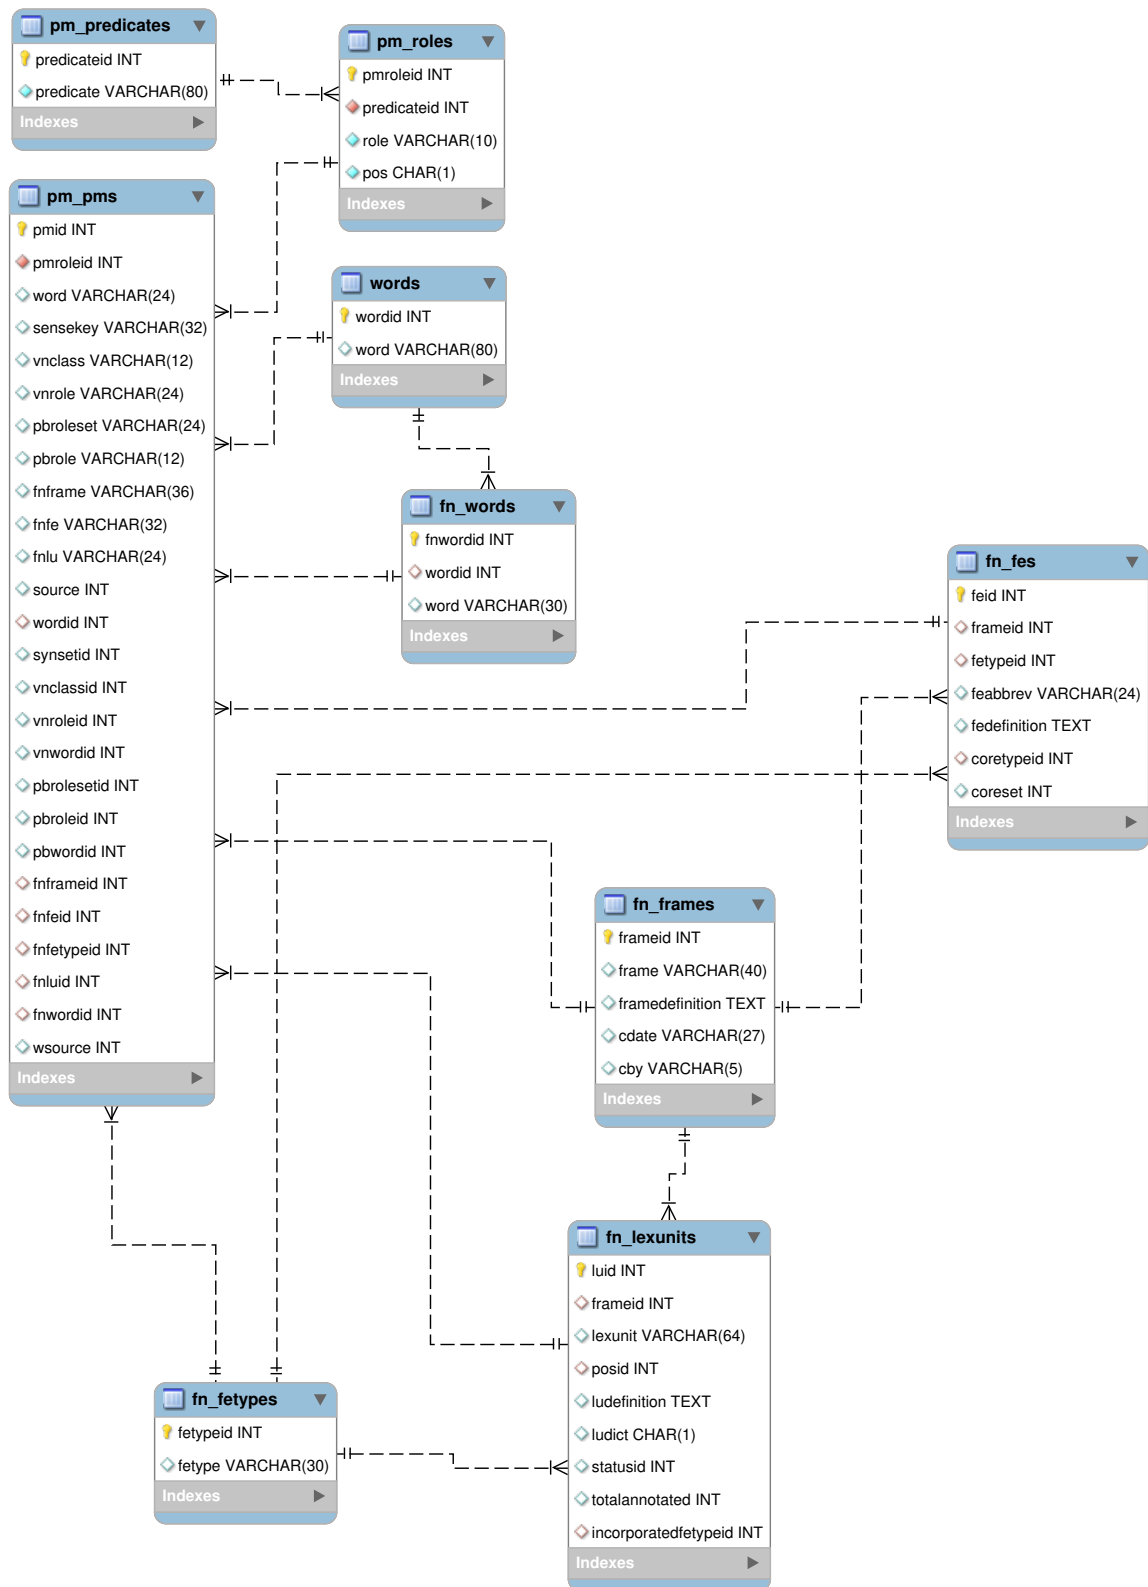 pm_predicates
predicateid INT
predicate VARCHAR(80)
Indexes
pm_roles
pmroleid INT
predicateid INT
role VARCHAR(10)
pos CHAR(1)
Indexes
pm_pms
pmid INT
pmroleid INT
word VARCHAR(24)
sensekey VARCHAR(32)
vnclass VARCHAR(12)
vnrole VARCHAR(24)
pbroleset VARCHAR(24)
pbrole VARCHAR(12)
fnframe VARCHAR(36)
fnfe VARCHAR(32)
fnlu VARCHAR(24)
source INT
wordid INT
synsetid INT
vnclassid INT
vnroleid INT
vnwordid INT
pbrolesetid INT
pbroleid INT
pbwordid INT
fnframeid INT
fnfeid INT
fnfetypeid INT
fnluid INT
fnwordid INT
wsource INT
Indexes
words
wordid INT
word VARCHAR(80)
Indexes
fn_words
fnwordid INT
wordid INT
word VARCHAR(30)
Indexes
fn_fes
feid INT
frameid INT
fetypeid INT
feabbrev VARCHAR(24)
fedefinition TEXT
coretypeid INT
coreset INT
Indexes
fn_frames
frameid INT
frame VARCHAR(40)
framedefinition TEXT
cdate VARCHAR(27)
cby VARCHAR(5)
Indexes
fn_lexunits
luid INT
frameid INT
lexunit VARCHAR(64)
posid INT
ludefinition TEXT
ludict CHAR(1)
statusid INT
totalannotated INT
incorporatedfetypeid INT
Indexes
fn_fetypes
fetypeid INT
fetype VARCHAR(30)
Indexes